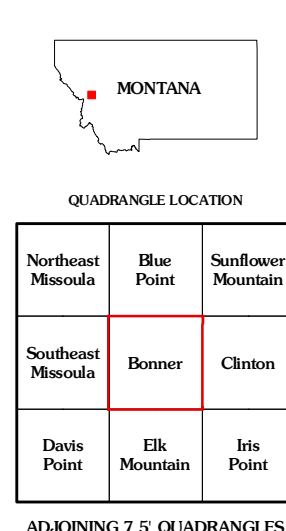 MONTANA
QUADRANGLE LOCATION
Northeast Missoula
Blue Point
Sunflower Mountain
Southeast Missoula
Bonner
Clinton
Davis Point
Elk Mountain
Iris Point
ADJOINING 7.5' QUADRANGLES